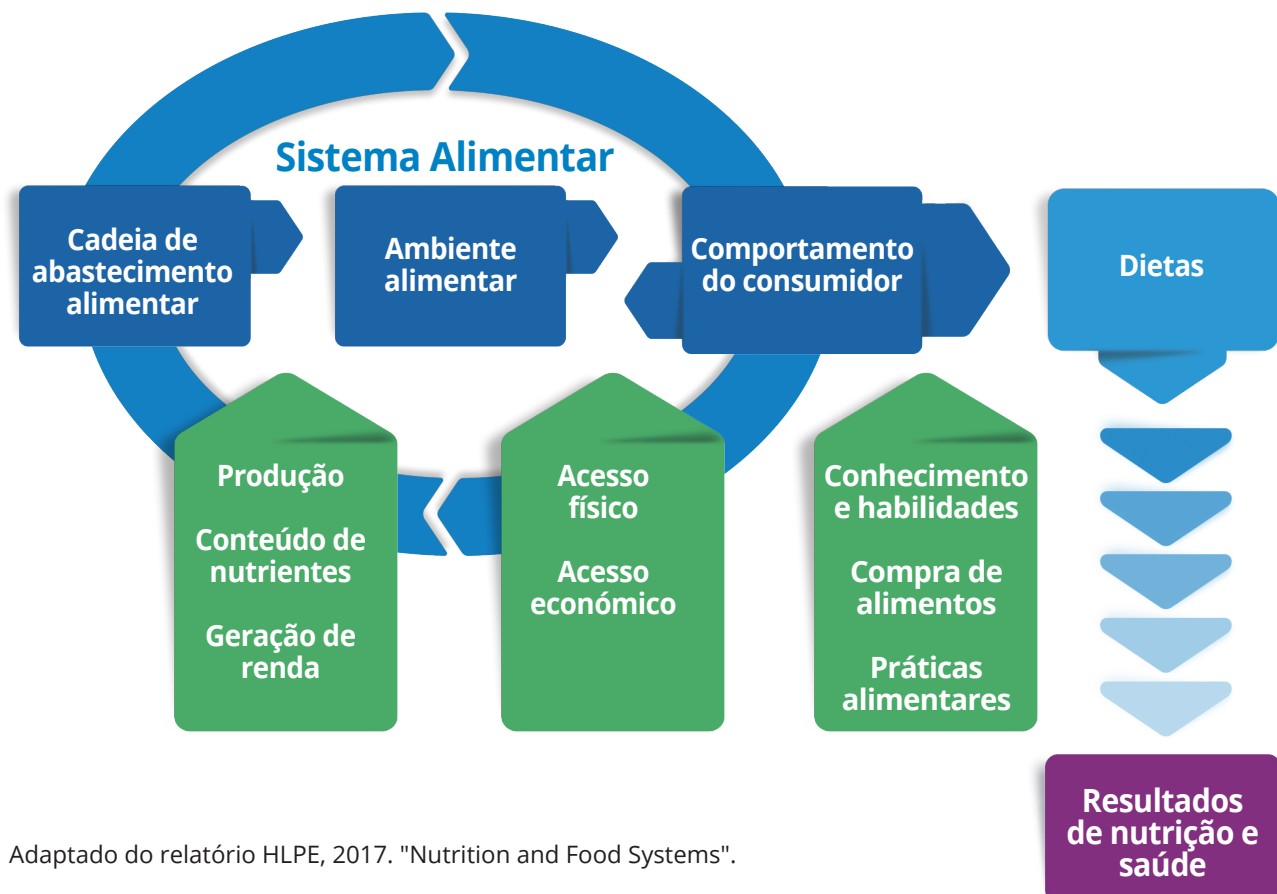 Sistema Alimentar
Cadeia de
abastecimento
alimentar
Ambiente
alimentar
Comportamento
do consumidor
Dietas
Produção
Conteúdo de
nutrientes
Geração de
renda
Acesso
físico
Acesso
económico
Conhecimento
e habilidades
Compra de
alimentos
Práticas
alimentares
Resultados
de nutrição e
saúde
Adaptado do relatório HLPE, 2017. "Nutrition and Food Systems".